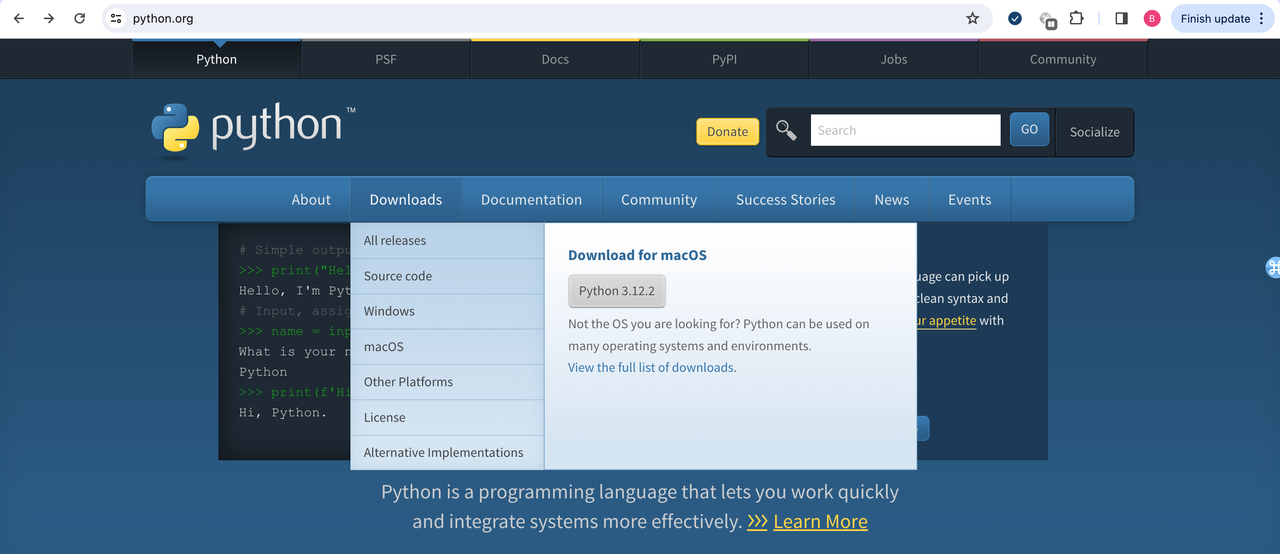 python.org
B
Finish update
Python
PSF
Docs
PyPI
Jobs
Community
python™
Donate
Search
GO
Socialize
About
Downloads
Documentation
Community
Success Stories
News
Events
# Simple outpu
>>> print("Hel
Hello, I'm Pyt
# Input, assig
>>> name = inp
What is your n
Python
>>> print(f'Hi
Hi, Python.
All releases
Source code
Windows
macOS
Other Platforms
License
Alternative Implementations
Download for macOS
Python 3.12.2
Not the OS you are looking for? Python can be used on
many operating systems and environments.
View the full list of downloads.
uage can pick up
clean syntax and
ur appetite with
Python is a programming language that lets you work quickly
and integrate systems more effectively. >>> Learn More